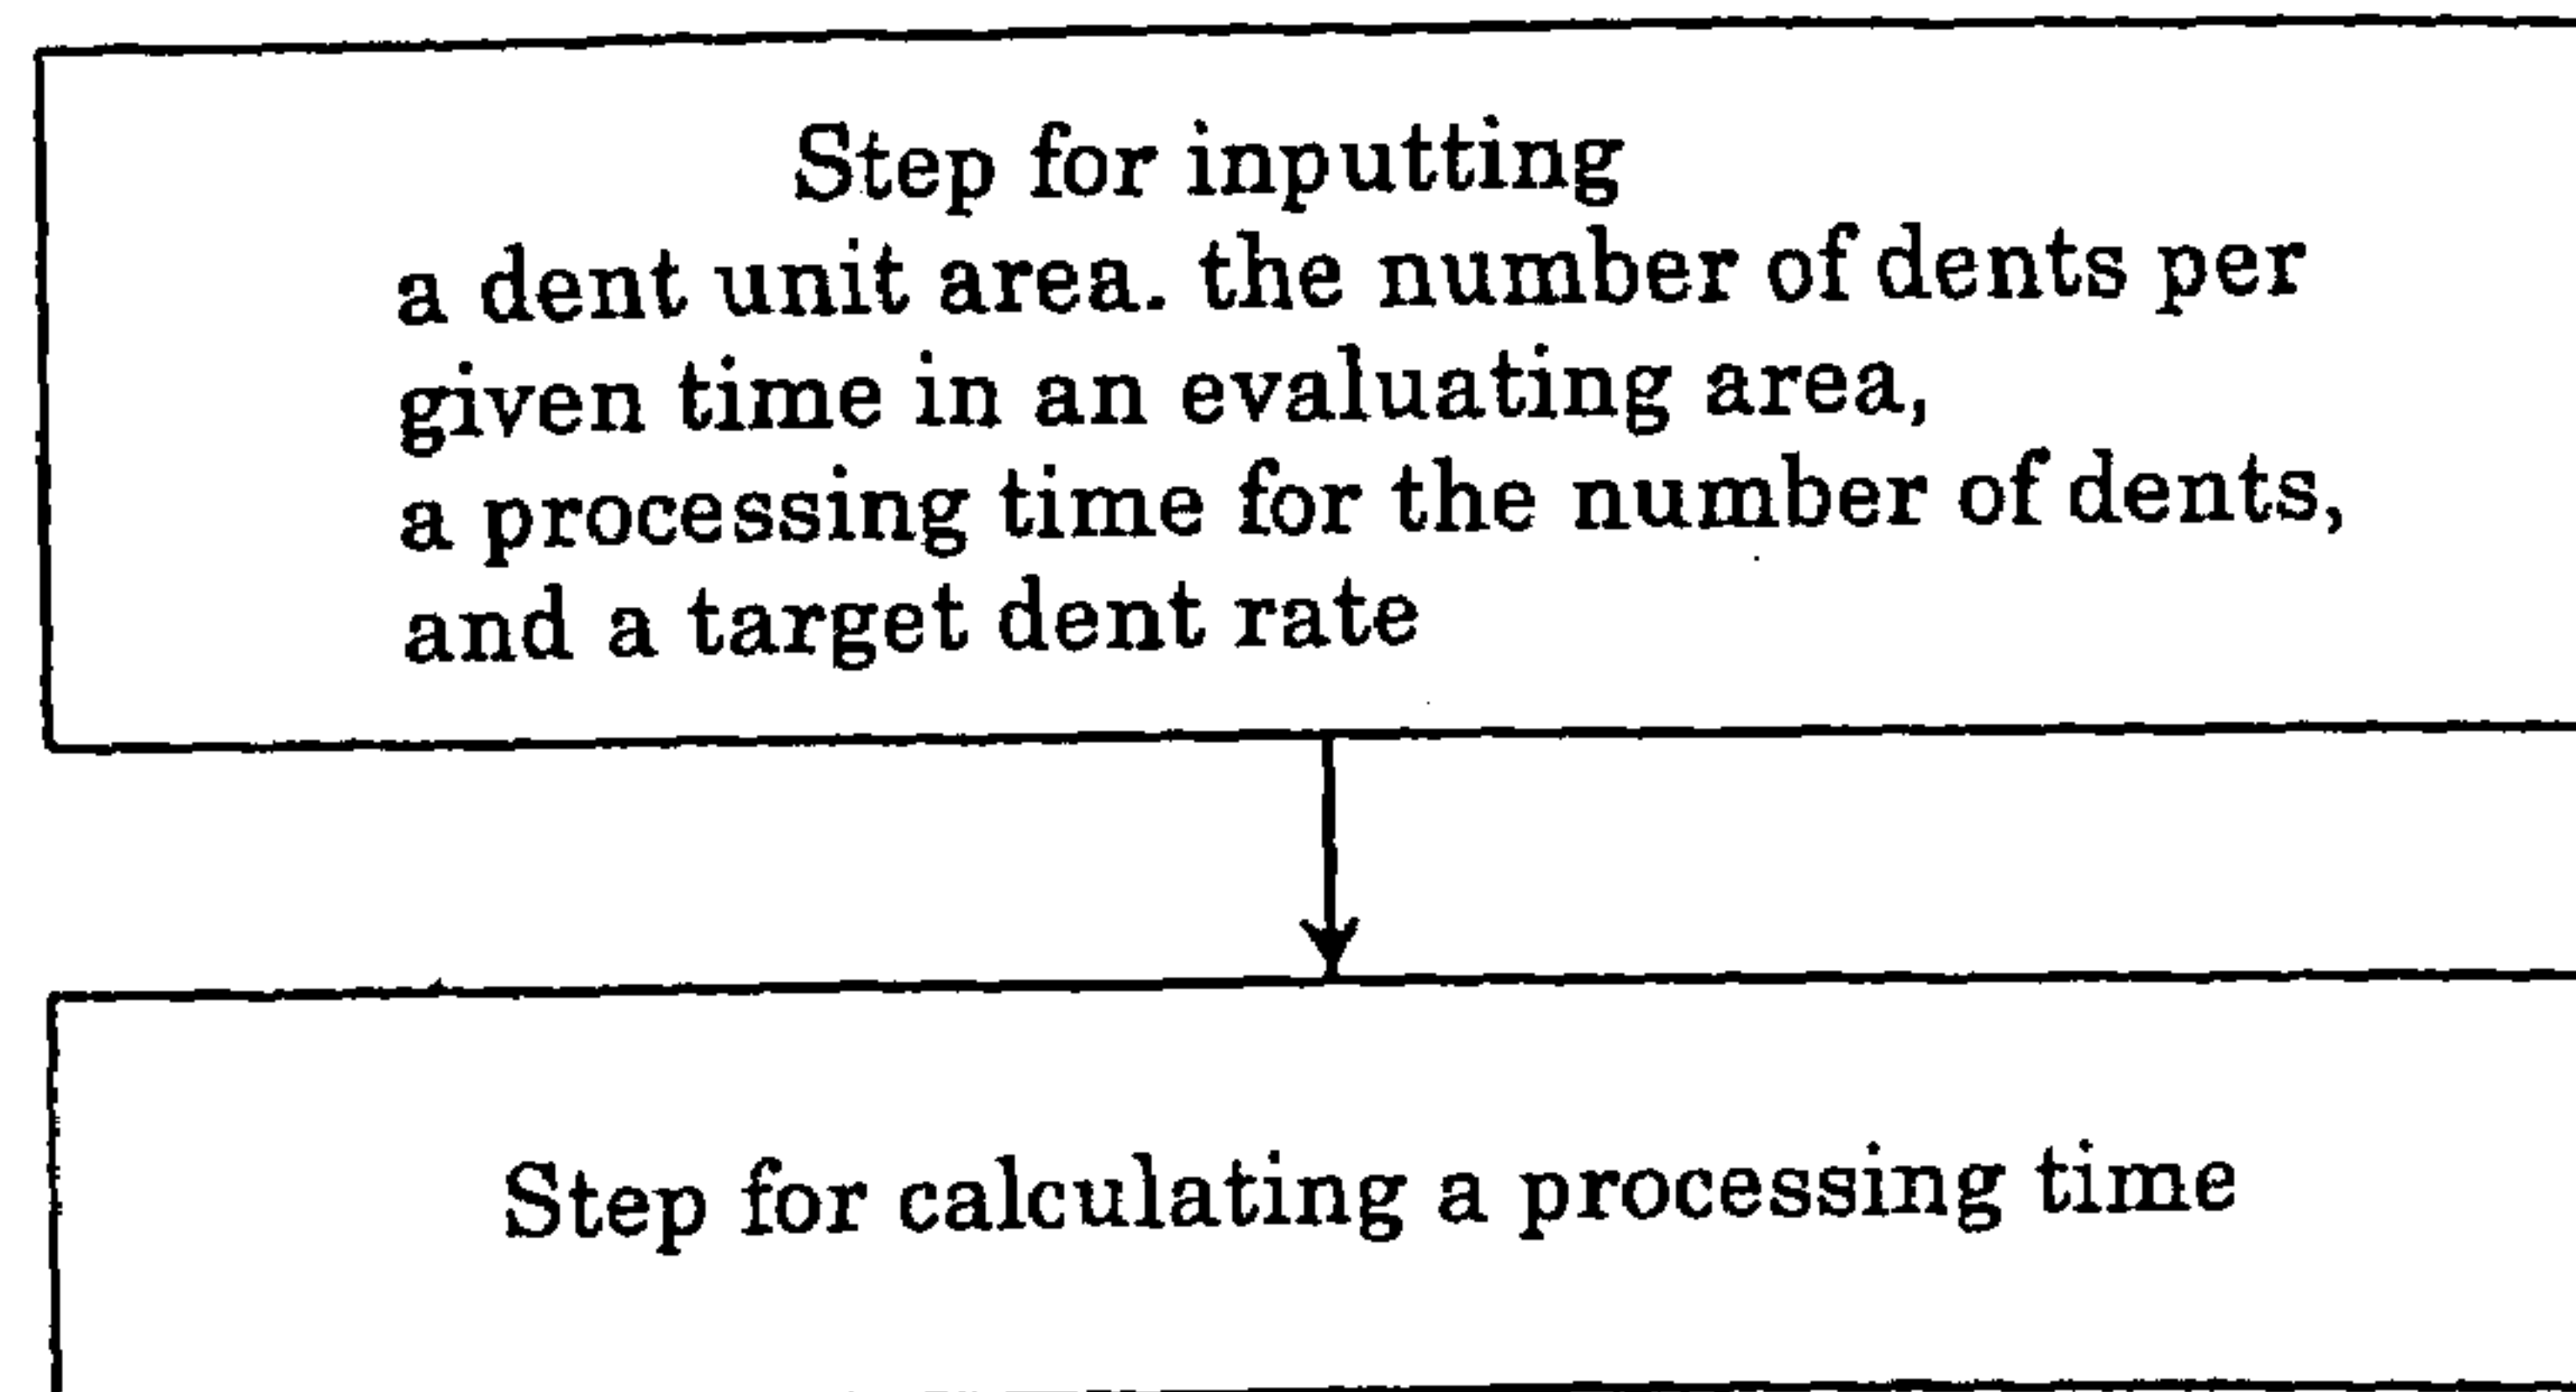 Step for inputting
a dent unit area. the number of dents per
given time in an evaluating area,
a processing time for the number of dents,
and a target dent rate
Step for calculating a processing time